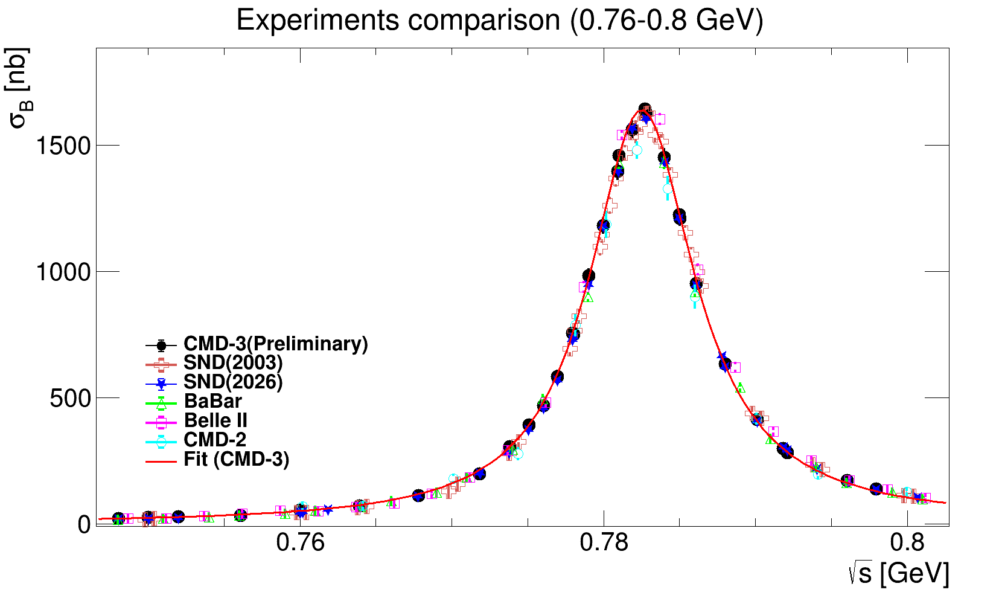 Experiments comparison (0.76-0.8 GeV)
σB [nb]
1500
1000
500
0
CMD-3(Preliminary)
SND(2003)
SND(2026)
BaBar
Belle II
CMD-2
Fit (CMD-3)
0.76
0.78
0.8
√s [GeV]